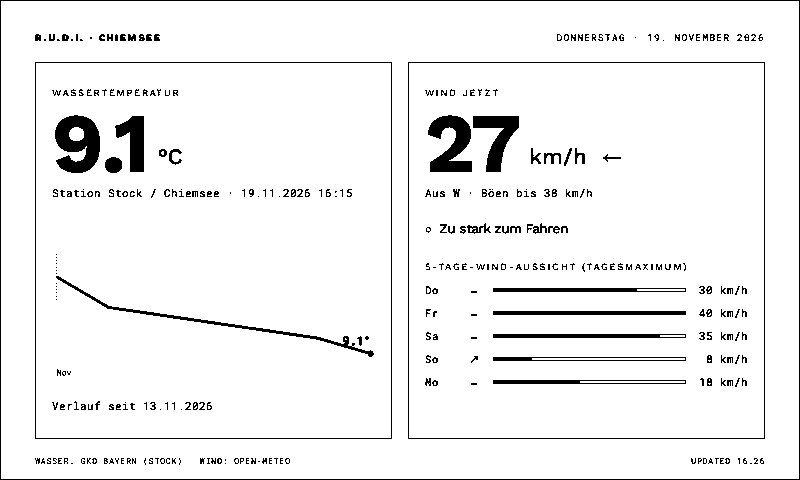 R.U.D.I. · CHIEMSEE
DONNERSTAG · 19. NOVEMBER 2026
WASSERTEMPERATUR
9.1 °C
Station Stock / Chiemsee · 19.11.2026 16:15
9.1°
Nov
Verlauf seit 13.11.2026
WIND JETZT
27 km/h ←
Aus W · Böen bis 38 km/h
Zu stark zum Fahren
5-TAGE-WIND-AUSSICHT (TAGESMAXIMUM)
Do – 30 km/h
Fr – 40 km/h
Sa – 35 km/h
So ↗ 8 km/h
Mo – 18 km/h
WASSER: GKD BAYERN (STOCK) WIND: OPEN-METEO
UPDATED 16:26